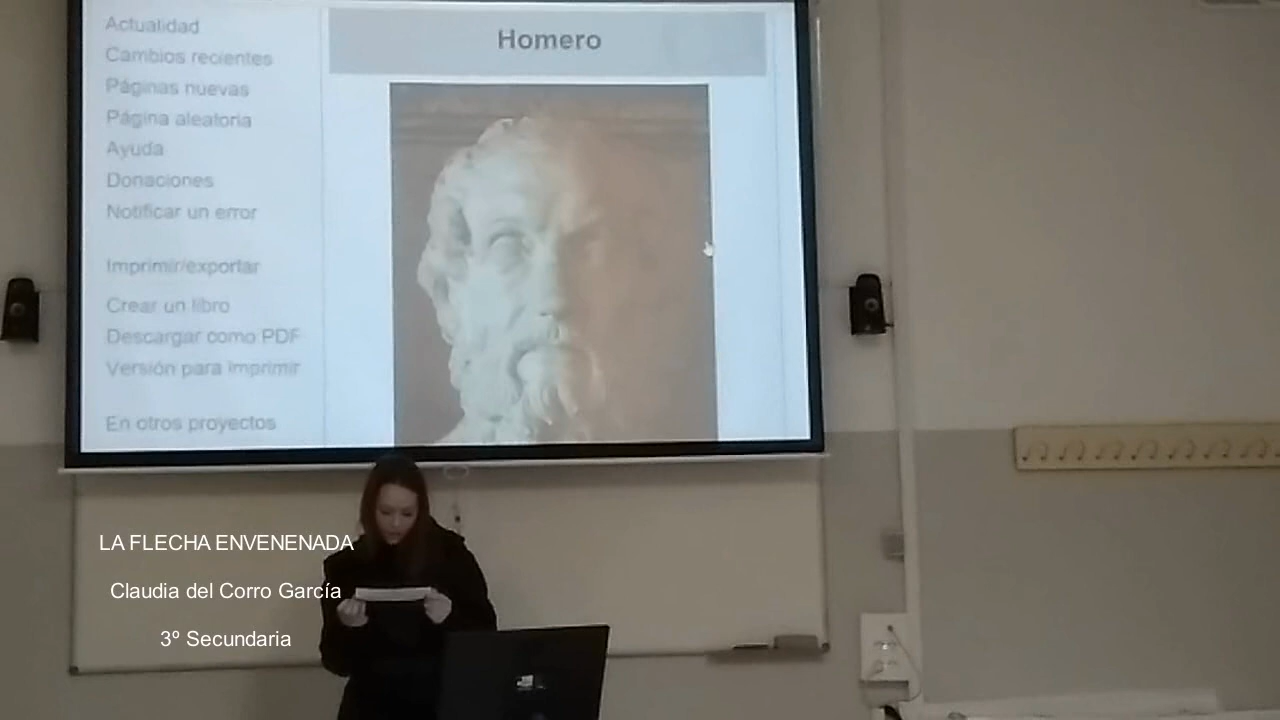 Actualidad
Cambios recientes
Páginas nuevas
Página aleatoria
Ayuda
Donaciones
Notificar un error
Imprimir/exportar
Crear un libro
Descargar como PDF
Versión para imprimir
En otros proyectos
Homero
LA FLECHA ENVENENADA
Claudia del Corro García
3º Secundaria